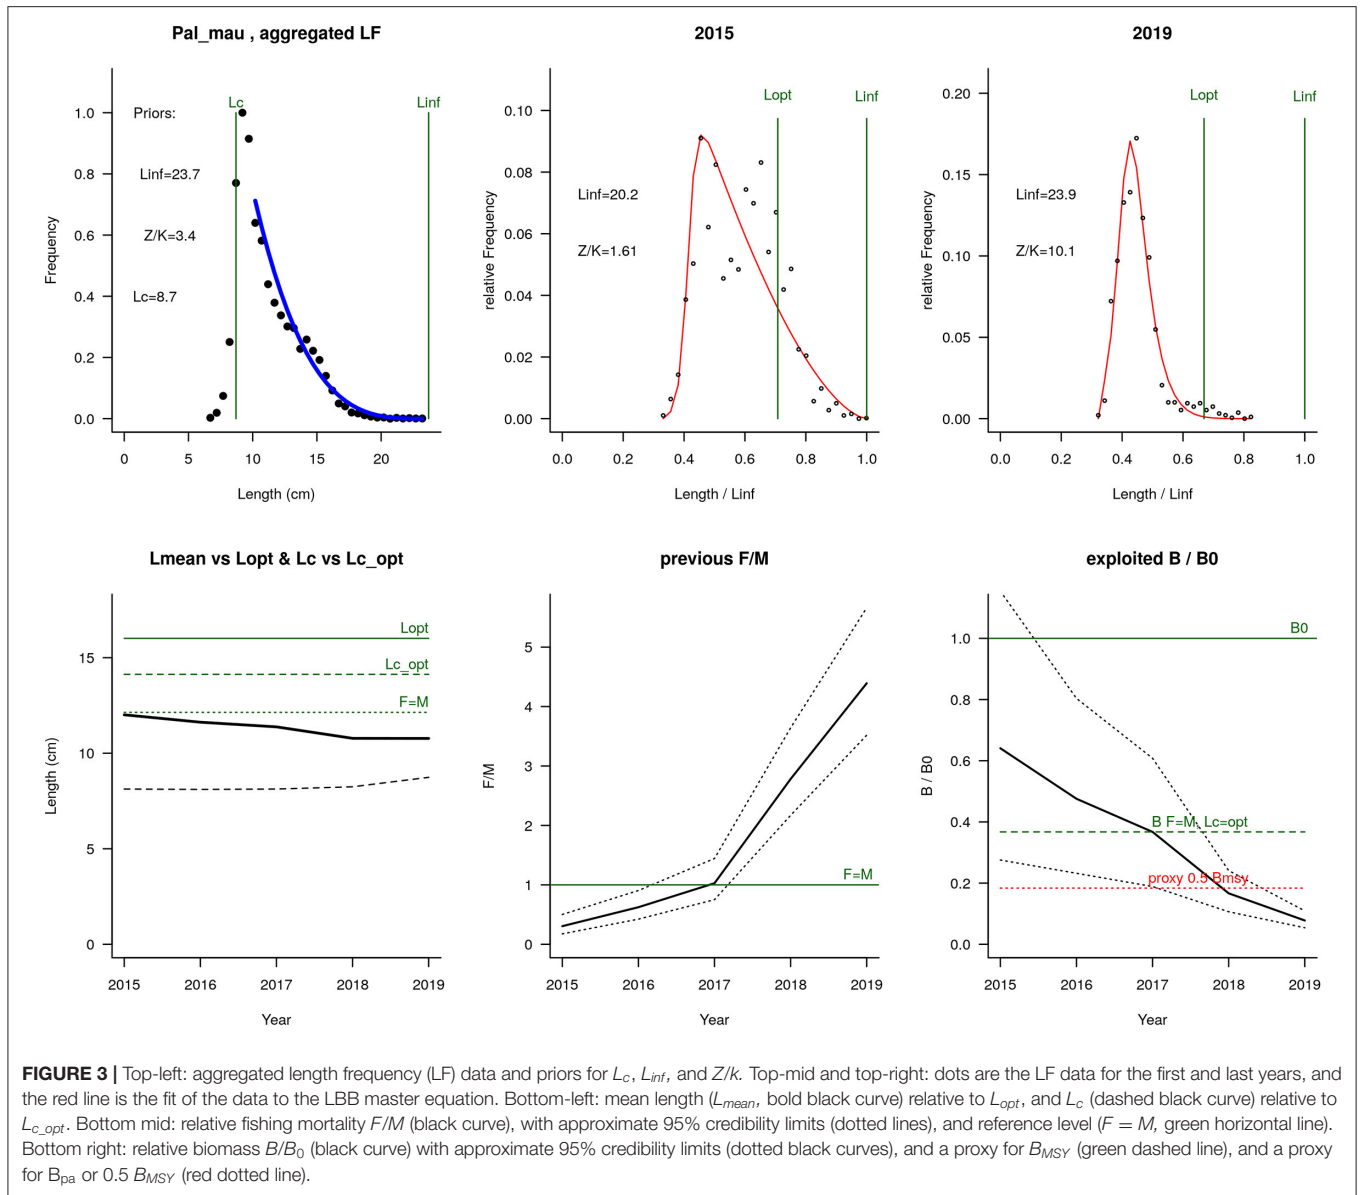 Pal_mau , aggregated LF
Frequency
1.0
0.8
0.6
0.4
0.2
0.0
Priors:
Linf=23.7
Z/K=3.4
Lc=8.7
Lc
Linf
0 5 10 15 20
Length (cm)
2015
relative Frequency
0.10
0.08
0.06
0.04
0.02
0.00
Linf=20.2
Z/K=1.61
Lopt
Linf
0.0 0.2 0.4 0.6 0.8 1.0
Length / Linf
2019
relative Frequency
0.20
0.15
0.10
0.05
0.00
Linf=23.9
Z/K=10.1
Lopt
Linf
0.0 0.2 0.4 0.6 0.8 1.0
Length / Linf
Lmean vs Lopt & Lc vs Lc_opt
Length (cm)
15
10
5
0
Lopt
Lc_opt
F=M
2015 2016 2017 2018 2019
Year
previous F/M
F/M
5
4
3
2
1
0
F=M
2015 2016 2017 2018 2019
Year
exploited B / B0
B / B0
1.0
0.8
0.6
0.4
0.2
0.0
B0
B F=M, Lc=opt
proxy 0.5 Bmsy
2015 2016 2017 2018 2019
Year
FIGURE 3 | Top-left: aggregated length frequency (LF) data and priors for Lc, Linf, and Z/k. Top-mid and top-right: dots are the LF data for the first and last years, and
the red line is the fit of the data to the LBB master equation. Bottom-left: mean length (Lmean, bold black curve) relative to Lopt, and Lc (dashed black curve) relative to
Lc_opt. Bottom mid: relative fishing mortality F/M (black curve), with approximate 95% credibility limits (dotted lines), and reference level (F = M, green horizontal line).
Bottom right: relative biomass B/B0 (black curve) with approximate 95% credibility limits (dotted black curves), and a proxy for BMSY (green dashed line), and a proxy
for Bpa or 0.5 BMSY (red dotted line).